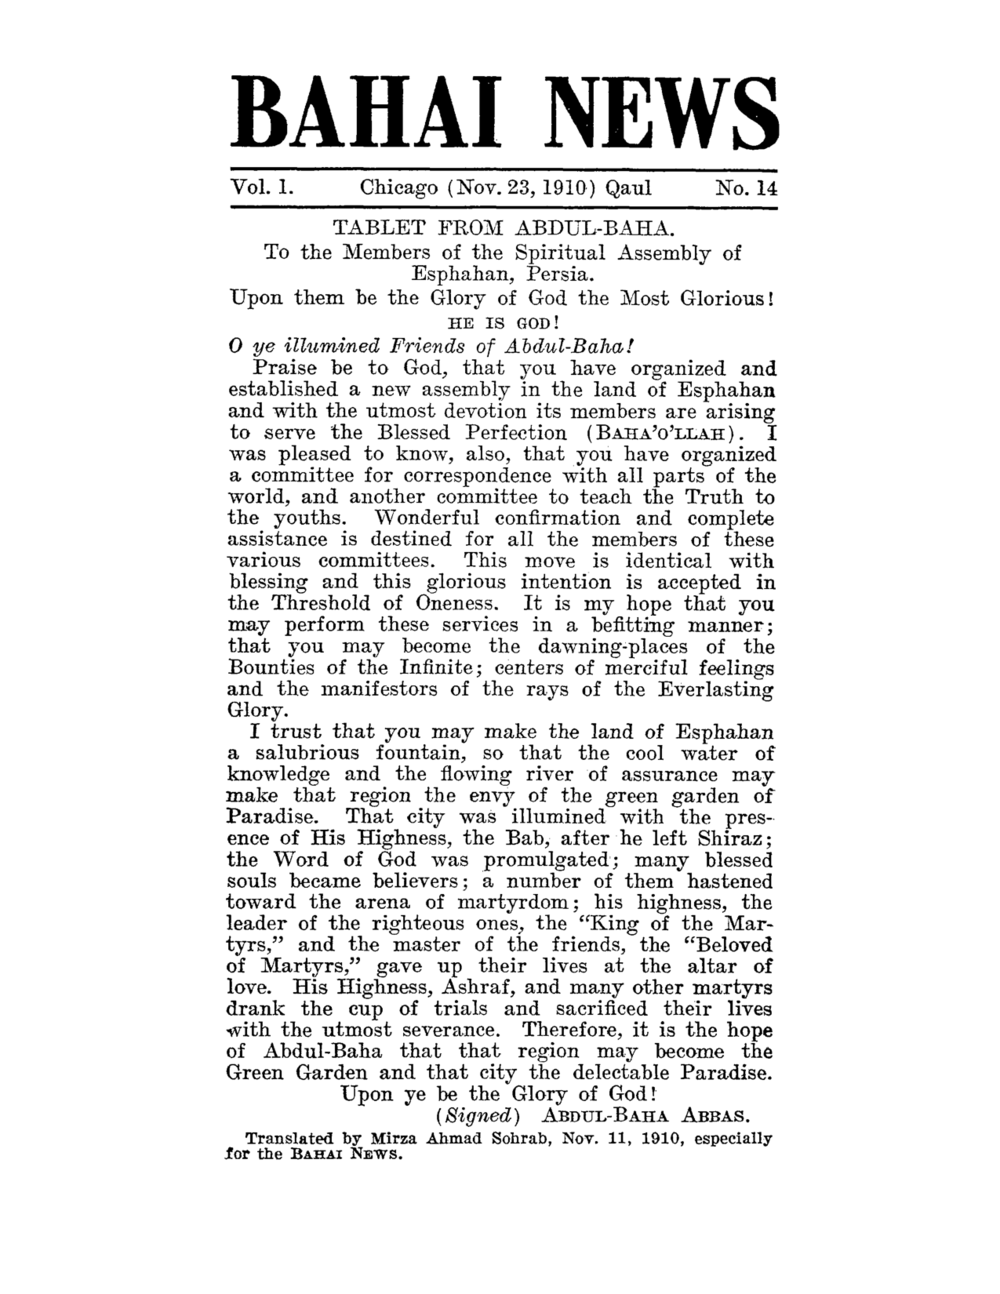 BAHAI NEWS
Vol. 1. Chicago (Nov. 23, 1910) Qaul No. 14
TABLET FROM ABDUL-BAHA.
To the Members of the Spiritual Assembly of
Esphahan, Persia.
Upon them be the Glory of God the Most Glorious!
HE IS GOD!
O ye illumined Friends of Abdul-Baha!
Praise be to God, that you have organized and
established a new assembly in the land of Esphahan
and with the utmost devotion its members are arising
to serve the Blessed Perfection (BAHA'O'LLAH). I
was pleased to know, also, that you have organized
a committee for correspondence with all parts of the
world, and another committee to teach the Truth to
the youths. Wonderful confirmation and complete
assistance is destined for all the members of these
various committees. This move is identical with
blessing and this glorious intention is accepted in
the Threshold of Oneness. It is my hope that you
may perform these services in a befitting manner;
that you may become the dawning-places of the
Bounties of the Infinite; centers of merciful feelings
and the manifestors of the rays of the Everlasting
Glory.
I trust that you may make the land of Esphahan
a salubrious fountain, so that the cool water of
knowledge and the flowing river of assurance may
make that region the envy of the green garden of
Paradise. That city was illumined with the pres-
ence of His Highness, the Bab, after he left Shiraz;
the Word of God was promulgated; many blessed
souls became believers; a number of them hastened
toward the arena of martyrdom; his highness, the
leader of the righteous ones, the "King of the Mar-
tyrs," and the master of the friends, the "Beloved
of Martyrs," gave up their lives at the altar of
love. His Highness, Ashraf, and many other martyrs
drank the cup of trials and sacrificed their lives
with the utmost severance. Therefore, it is the hope
of Abdul-Baha that that region may become the
Green Garden and that city the delectable Paradise.
Upon ye be the Glory of God!
(Signed) ABDUL-BAHA ABBAS.
Translated by Mirza Ahmad Sohrab, Nov. 11, 1910, especially
for the BAHAI NEWS.